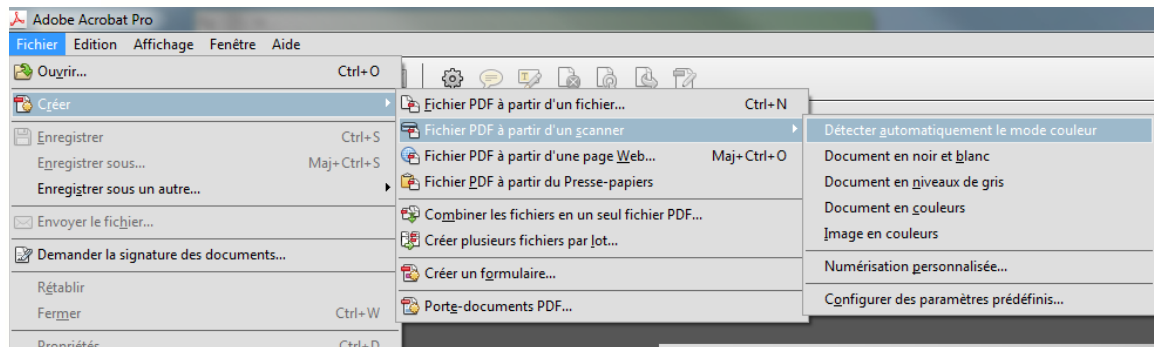 Adobe Acrobat Pro
Fichier Edition Affichage Fenêtre Aide
Ouvrir... Ctrl+O
Créer
Enregistrer Ctrl+S
Enregistrer sous... Maj+Ctrl+S
Enregistrer sous un autre...
Envoyer le fichier...
Demander la signature des documents...
Rétablir
Fermer Ctrl+W
Propriétés Ctrl+D
Fichier PDF à partir d'un fichier... Ctrl+N
Fichier PDF à partir d'un scanner
Fichier PDF à partir d'une page Web... Maj+Ctrl+O
Fichier PDF à partir du Presse-papiers
Combiner les fichiers en un seul fichier PDF...
Créer plusieurs fichiers par lot...
Créer un formulaire...
Porte-documents PDF...
Détecter automatiquement le mode couleur
Document en noir et blanc
Document en niveaux de gris
Document en couleurs
Image en couleurs
Numérisation personnalisée...
Configurer des paramètres prédéfinis...